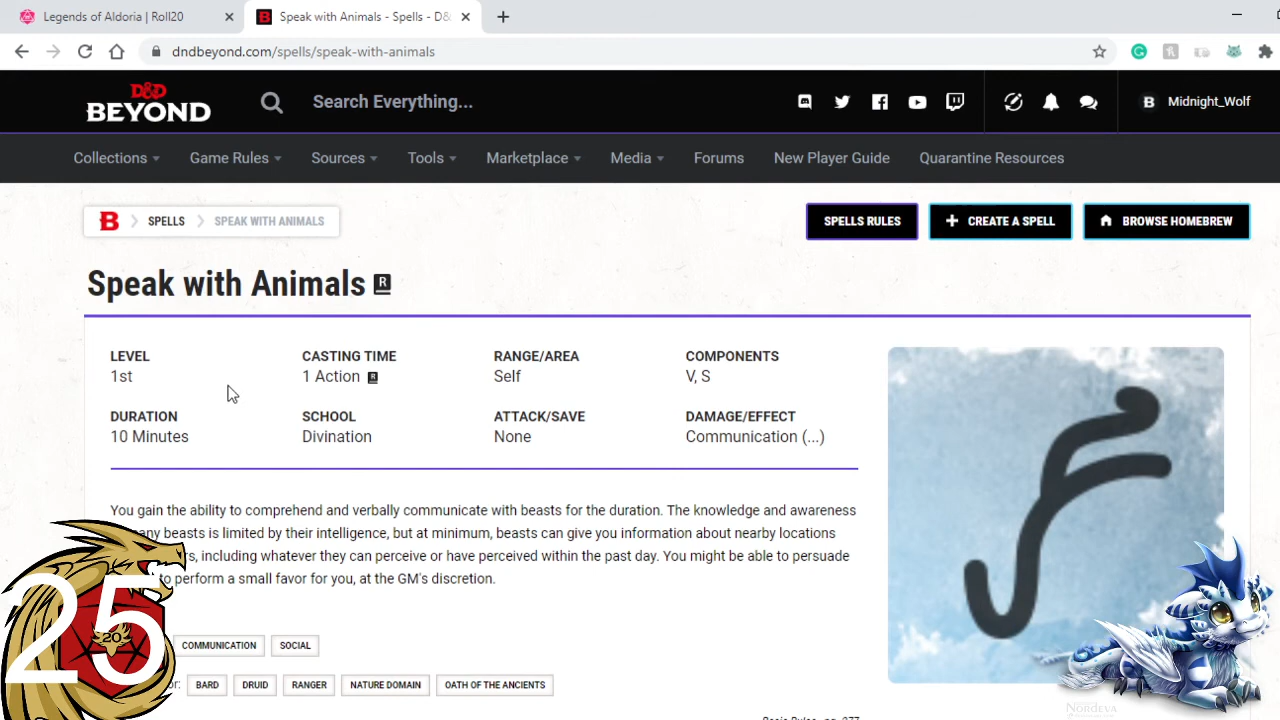 Legends of Aldoria | Roll20
Speak with Animals - Spells - D&
dndbeyond.com/spells/speak-with-animals
D&D BEYOND
Search Everything...
Midnight_Wolf
Collections Game Rules Sources Tools Marketplace Media Forums New Player Guide Quarantine Resources
SPELLS SPEAK WITH ANIMALS
SPELLS RULES
CREATE A SPELL
BROWSE HOMEBREW
Speak with Animals
LEVEL CASTING TIME RANGE/AREA COMPONENTS
1st 1 Action Self V, S
DURATION SCHOOL ATTACK/SAVE DAMAGE/EFFECT
10 Minutes Divination None Communication (...)
You gain the ability to comprehend and verbally communicate with beasts for the duration. The knowledge and awareness
many beasts is limited by their intelligence, but at minimum, beasts can give you information about nearby locations
including whatever they can perceive or have perceived within the past day. You might be able to persuade
to perform a small favor for you, at the GM's discretion.
25
20
COMMUNICATION SOCIAL
BARD DRUID RANGER NATURE DOMAIN OATH OF THE ANCIENTS
NORDEVA